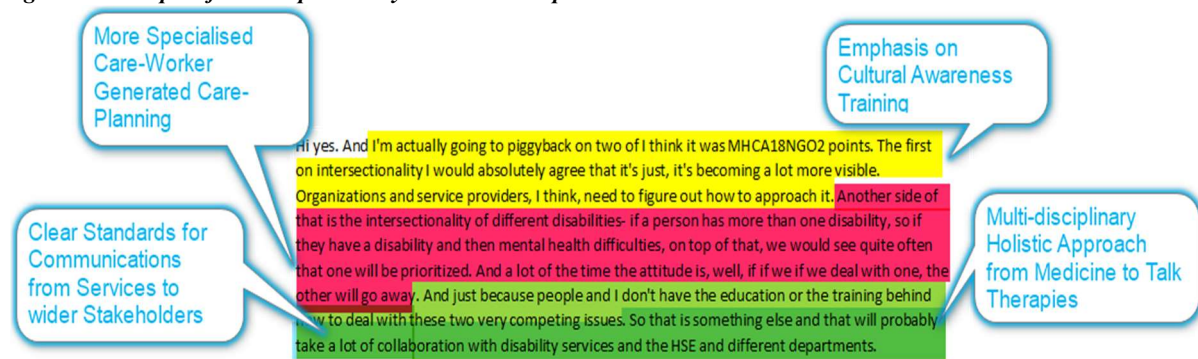 More Specialised
Care-Worker
Generated Care-
Planning
Emphasis on
Cultural Awareness
Training
Hi yes. And I'm actually going to piggyback on two of I think it was MHCA18NGO2 points. The first
on intersectionality I would absolutely agree that it's just, it's becoming a lot more visible.
Organizations and service providers, I think, need to figure out how to approach it. Another side of
that is the intersectionality of different disabilities- if a person has more than one disability, so if
they have a disability and then mental health difficulties, on top of that, we would see quite often
that one will be prioritized. And a lot of the time the attitude is, well, if if we if we deal with one, the
other will go away. And just because people and I don't have the education or the training behind
how to deal with these two very competing issues. So that is something else and that will probably
take a lot of collaboration with disability services and the HSE and different departments.
Clear Standards for
Communications
from Services to
wider Stakeholders
Multi-disciplinary
Holistic Approach
from Medicine to Talk
Therapies